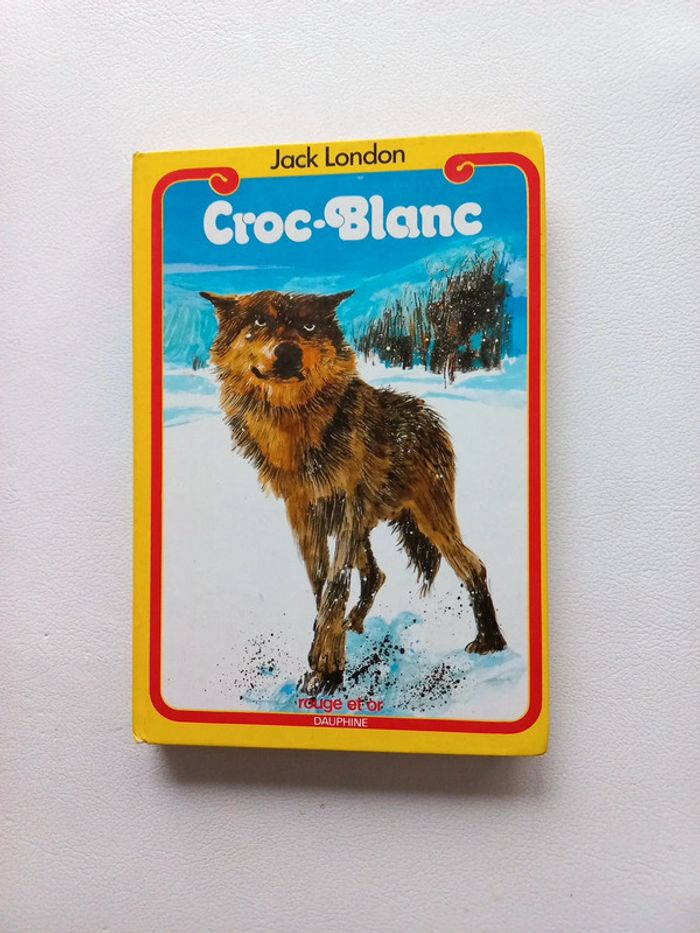 Jack London
Croc-Blanc
rouge et or
DAUPHINE